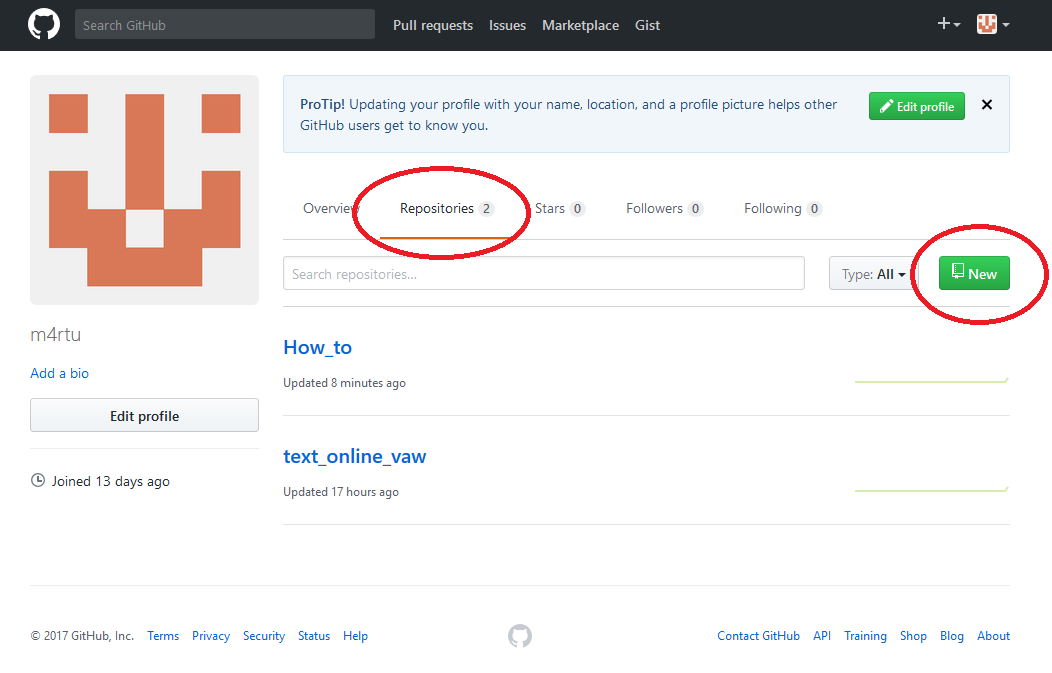 Search GitHub Pull requests Issues Marketplace Gist
ProTip! Updating your profile with your name, location, and a profile picture helps other
GitHub users get to know you.
Edit profile
Overview Repositories 2 Stars 0 Followers 0 Following 0
Search repositories... Type: All New
m4rtu
Add a bio
Edit profile
Joined 13 days ago
How_to
Updated 8 minutes ago
text_online_vaw
Updated 17 hours ago
© 2017 GitHub, Inc. Terms Privacy Security Status Help Contact GitHub API Training Shop Blog About